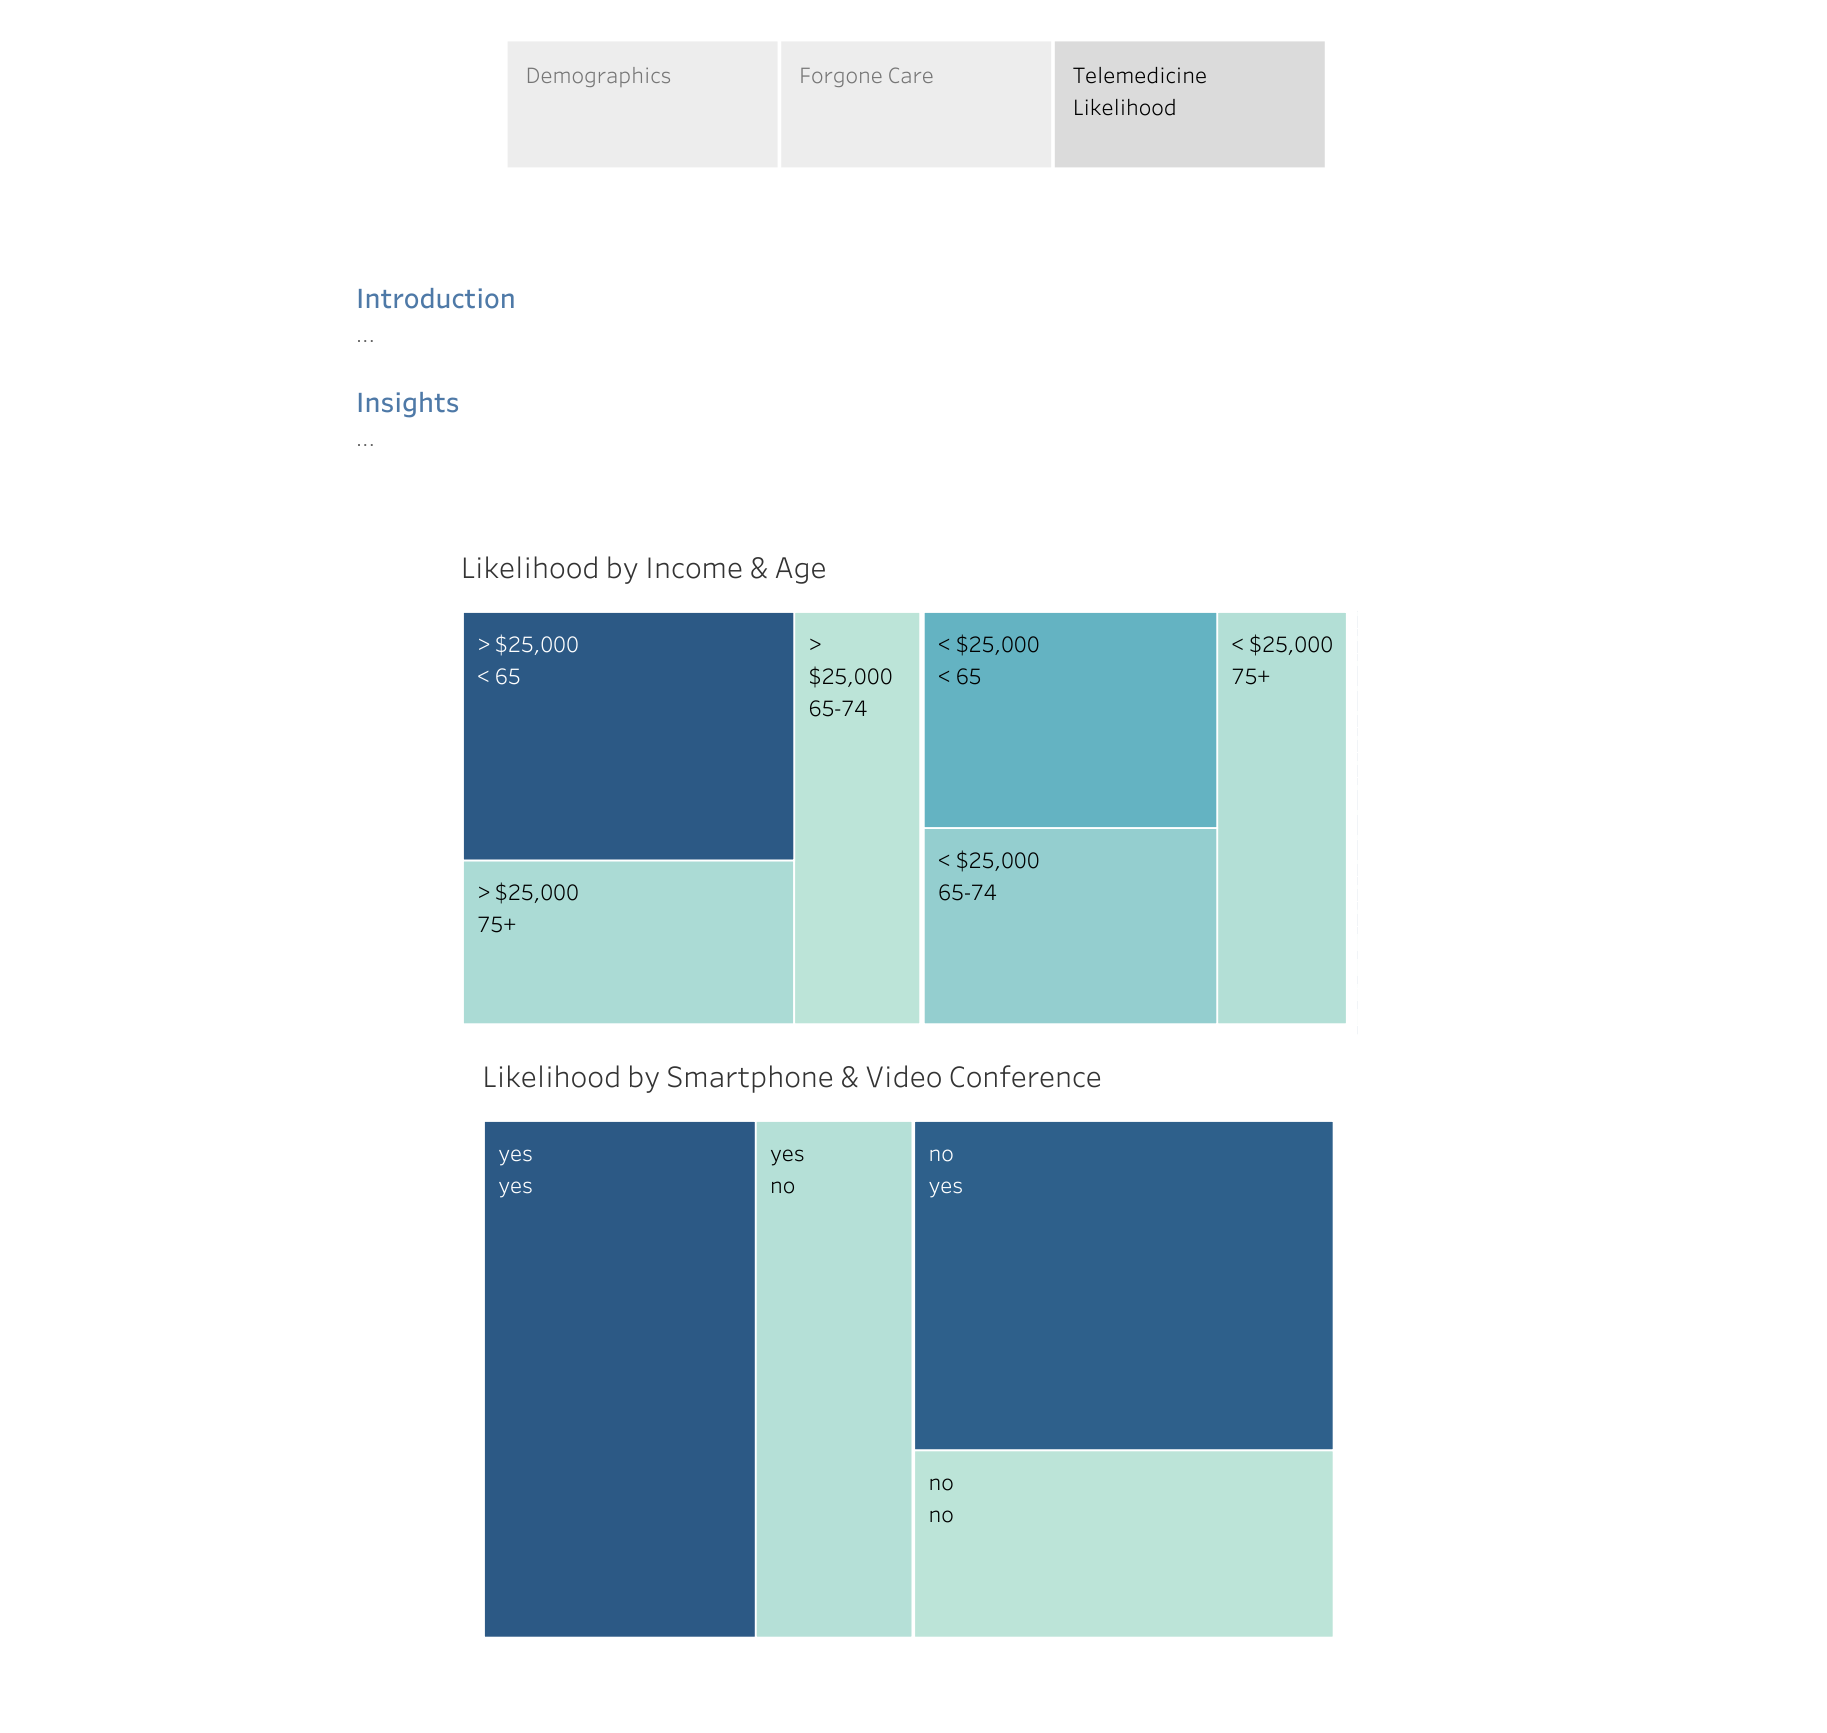 Demographics
Forgone Care
Telemedicine
Likelihood
Introduction
...
Insights
...
Likelihood by Income & Age
> $25,000
< 65
>
$25,000
65-74
< $25,000
< 65
< $25,000
75+
> $25,000
75+
< $25,000
65-74
Likelihood by Smartphone & Video Conference
yes
yes
yes
no
no
yes
no
no